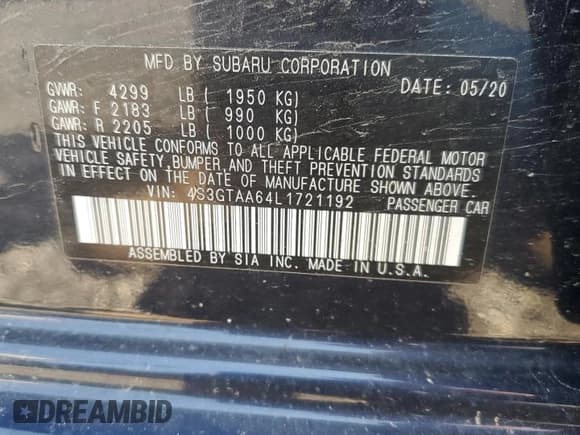 MFD BY SUBARU CORPORATION
GVWR: 4299 LB ( 1950 KG) DATE: 05/20
GAWR: F 2183 LB ( 990 KG)
GAWR: R 2205 LB ( 1000 KG)
THIS VEHICLE CONFORMS TO ALL APPLICABLE FEDERAL MOTOR
VEHICLE SAFETY, BUMPER, AND THEFT PREVENTION STANDARDS
IN EFFECT ON THE DATE OF MANUFACTURE SHOWN ABOVE.
VIN: 4S3GTAA64L1721192 PASSENGER CAR
ASSEMBLED BY SIA INC. MADE IN U.S.A.
DREAMBID